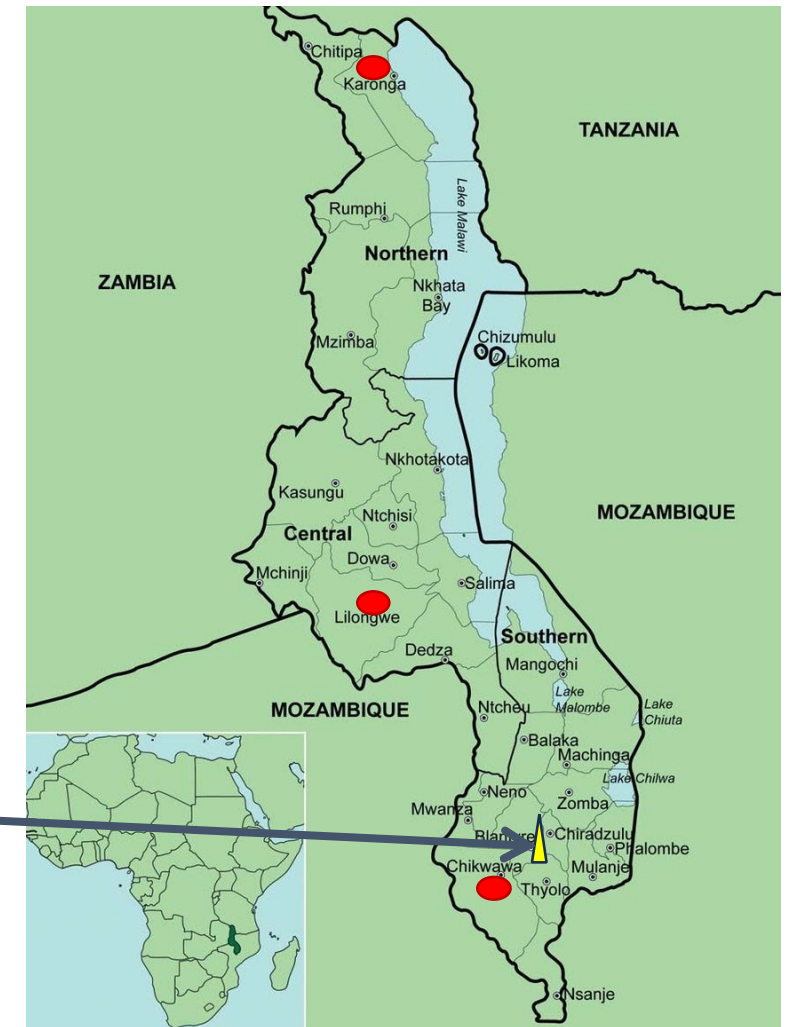 Chitipa
Karonga
TANZANIA
Lake Malawi
Rumphi
Northern
ZAMBIA
Nkhata
Bay
Chizumulu
Mzimba
Likoma
Nkhotakota
Kasungu
Ntchisi
MOZAMBIQUE
Central
Dowa
Mchinji
Salima
Lilongwe
Southern
Dedza
Mangochi
Lake
Malombe
Lake
Chiuta
MOZAMBIQUE
Ntcheu
Balaka
Machinga
Lake Chilwa
Neno
Zomba
Mwanza
Blantyre
Chiradzulu
Phalombe
Chikwawa
Mulanje
Thyolo
Nsanje